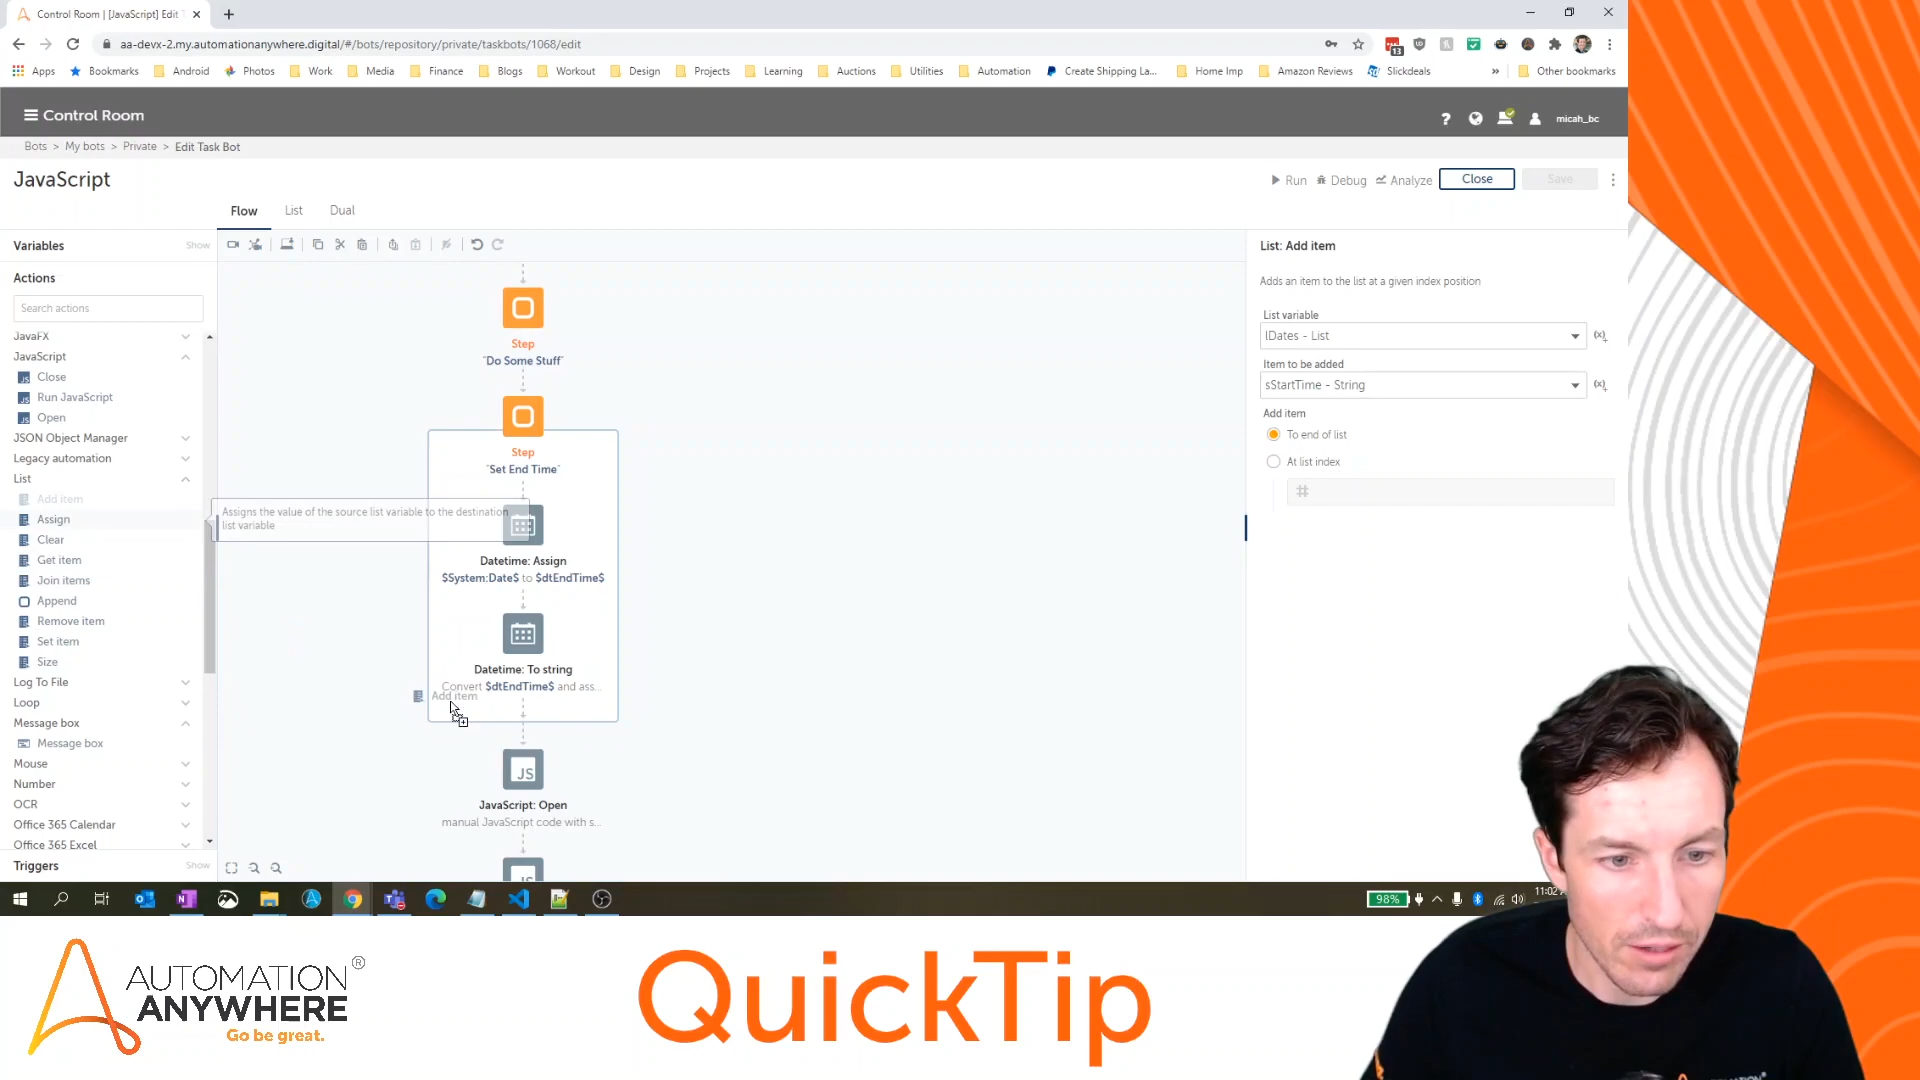 Control Room | [JavaScript] Edit
aa-devx-2.my.automationanywhere.digital/#/bots/repository/private/taskbots/1068/edit
13
Apps
Bookmarks
Android
Photos
Work
Media
Finance
Blogs
Workout
Design
Projects
Learning
Auctions
Utilities
Automation
Create Shipping La...
Home Imp
Amazon Reviews
Slickdeals
»
Other bookmarks
Control Room
?
micah_bc
Bots > My bots > Private > Edit Task Bot
JavaScript
Run
Debug
Analyze
Close
Save
Flow
List
Dual
Variables
Show
Actions
Search actions
JavaFX
JavaScript
Close
Run JavaScript
Open
JSON Object Manager
Legacy automation
List
Add item
Assign
Clear
Get item
Join items
Append
Remove item
Set item
Size
Log To File
Loop
Message box
Message box
Mouse
Number
OCR
Office 365 Calendar
Office 365 Excel
Triggers
Show
Step
"Do Some Stuff"
Step
"Set End Time"
Assigns the value of the source list variable to the destination
list variable
Datetime: Assign
$System:Date$ to $dtEndTime$
Datetime: To string
Convert $dtEndTime$ and ass...
Add item
JS
JavaScript: Open
manual JavaScript code with s...
JS
List: Add item
Adds an item to the list at a given index position
List variable
lDates - List
(x)
Item to be added
sStartTime - String
(x)
Add item
To end of list
At list index
#
98%
11:02
AUTOMATION
ANYWHERE
®
Go be great.
QuickTip